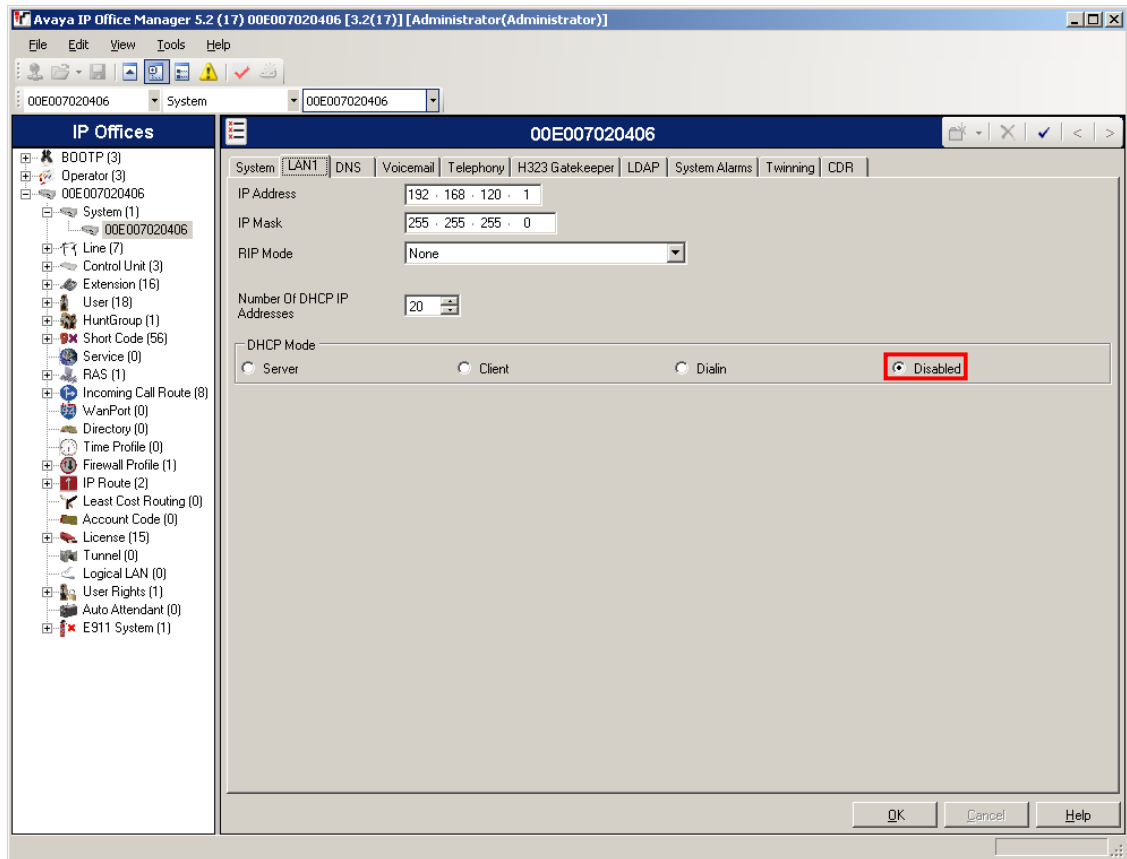 Avaya IP Office Manager 5.2 (17) 00E007020406 [3.2(17)] [Administrator(Administrator)]
File Edit View Tools Help
00E007020406 System 00E007020406
IP Offices
BOOTP (3)
Operator (3)
00E007020406
System (1)
00E007020406
Line (7)
Control Unit (3)
Extension (16)
User (18)
HuntGroup (1)
Short Code (56)
Service (0)
RAS (1)
Incoming Call Route (8)
WanPort (0)
Directory (0)
Time Profile (0)
Firewall Profile (1)
IP Route (2)
Least Cost Routing (0)
Account Code (0)
License (15)
Tunnel (0)
Logical LAN (0)
User Rights (1)
Auto Attendant (0)
E911 System (1)
00E007020406
System LAN1 DNS Voicemail Telephony H323 Gatekeeper LDAP System Alarms Twinning CDR
IP Address 192 . 168 . 120 . 1
IP Mask 255 . 255 . 255 . 0
RIP Mode None
Number Of DHCP IP
Addresses 20
DHCP Mode
Server Client Dialin Disabled
OK Cancel Help